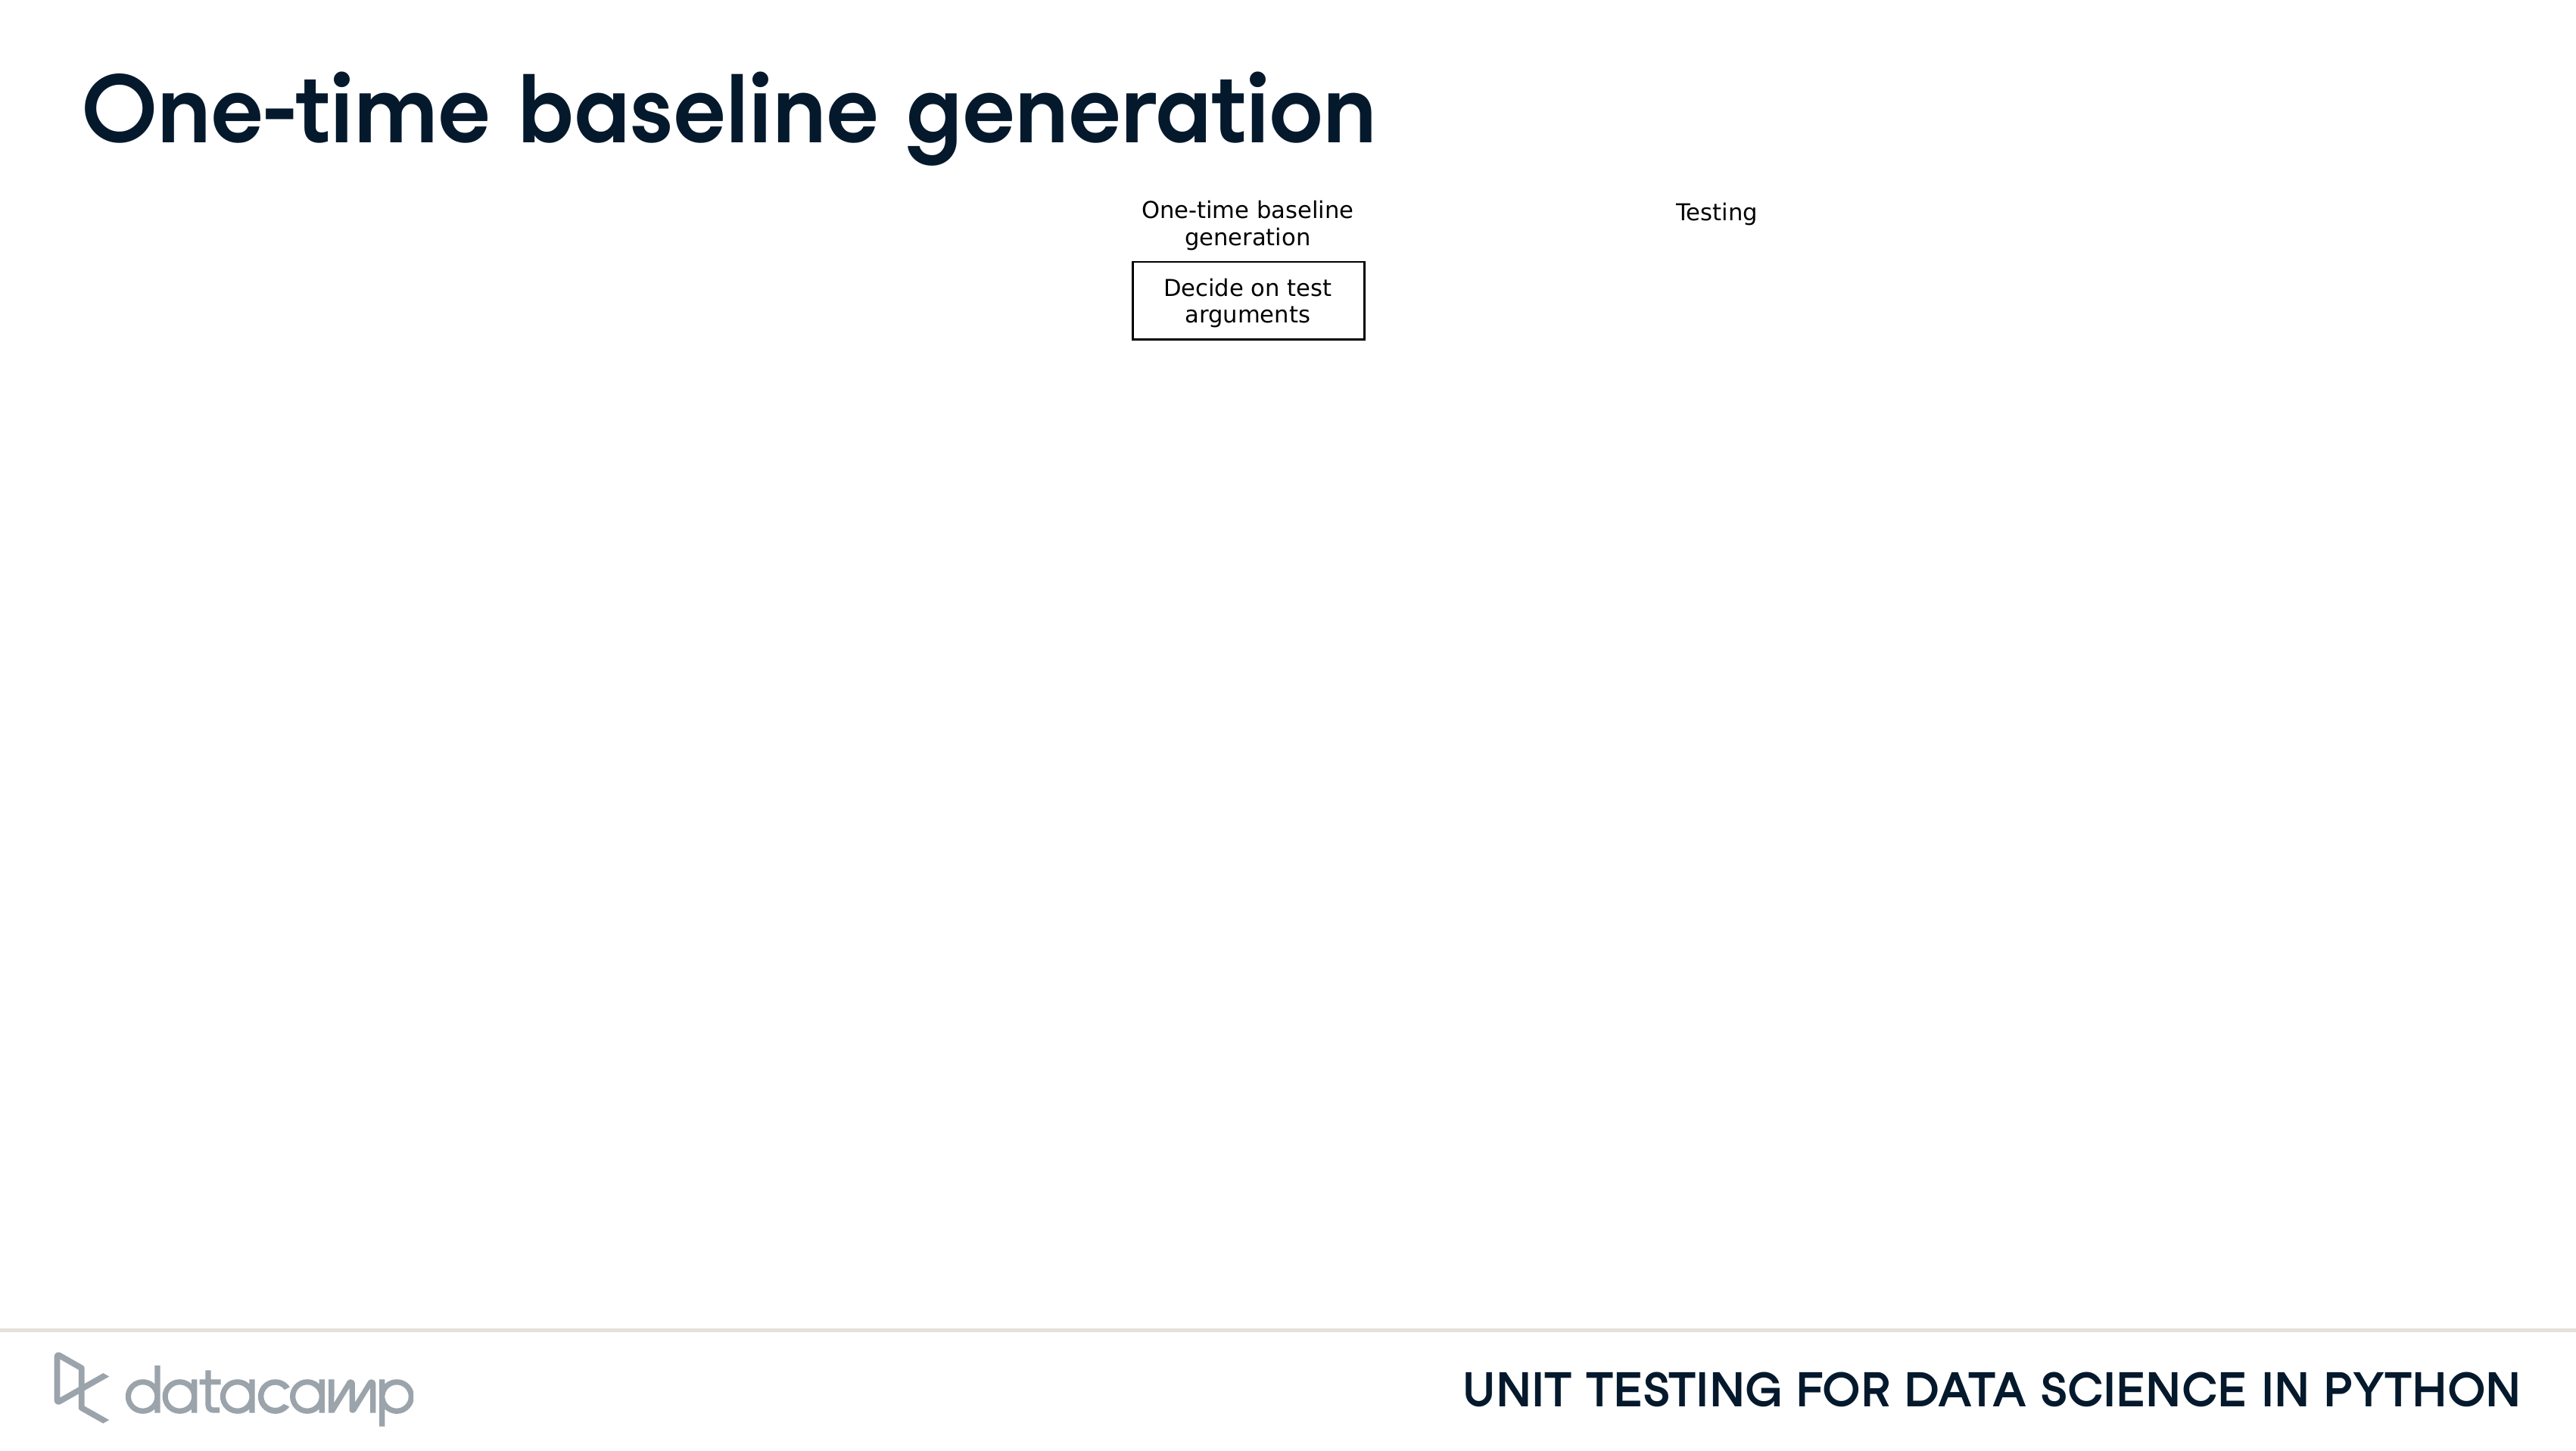 One-time baseline generation
One-time baseline
generation
Testing
Decide on test
arguments
datacamp
UNIT TESTING FOR DATA SCIENCE IN PYTHON